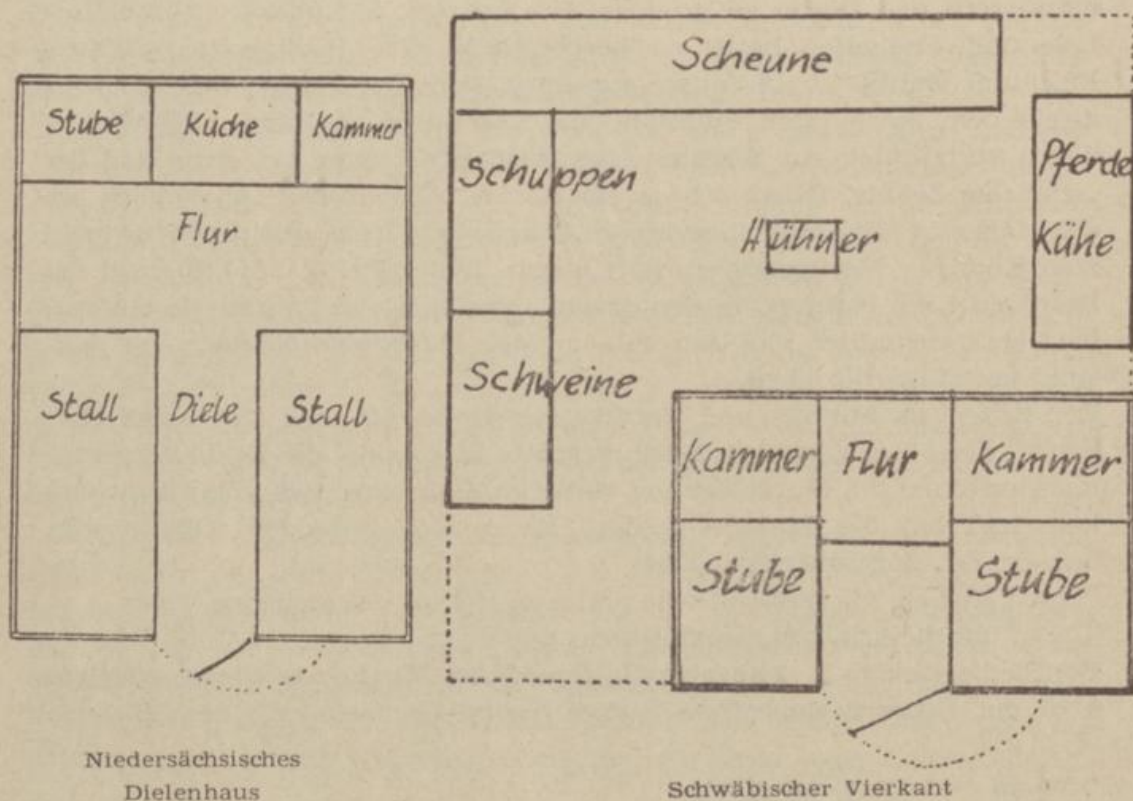 Stube Küche Kammer
Flur
Stall Diele Stall
Niedersächsisches
Dielenhaus
Scheune
Schuppen
Pferde
Hühner
Kühe
Schweine
Kammer Flur Kammer
Stube Stube
Schwäbischer Vierkant